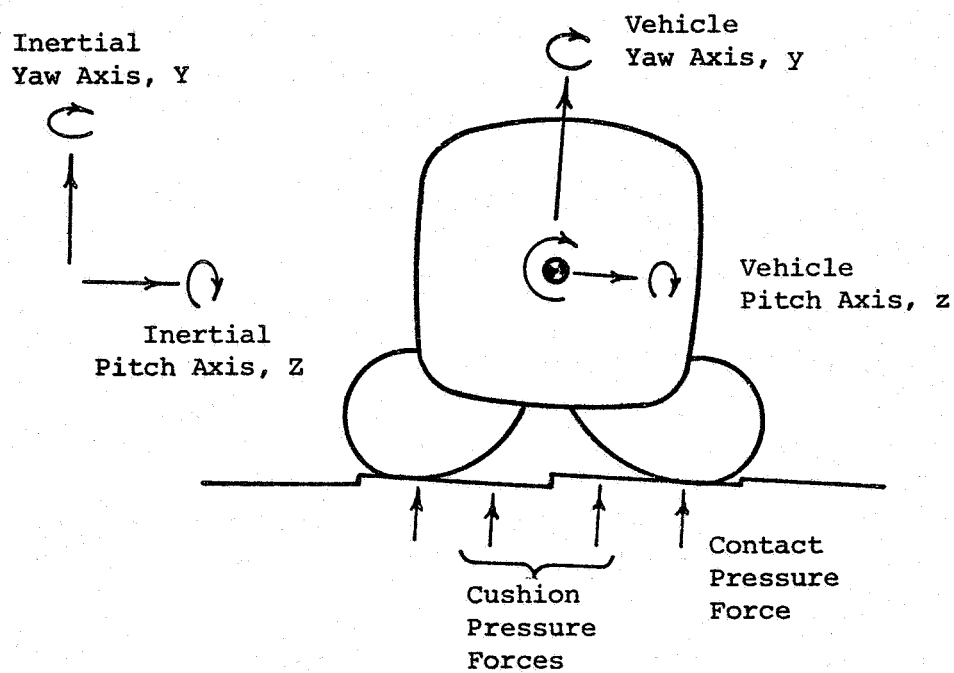 Inertial
Yaw Axis, Y
Vehicle
Yaw Axis, y
Vehicle
Pitch Axis, z
Inertial
Pitch Axis, Z
Contact
Pressure
Force
Cushion
Pressure
Forces